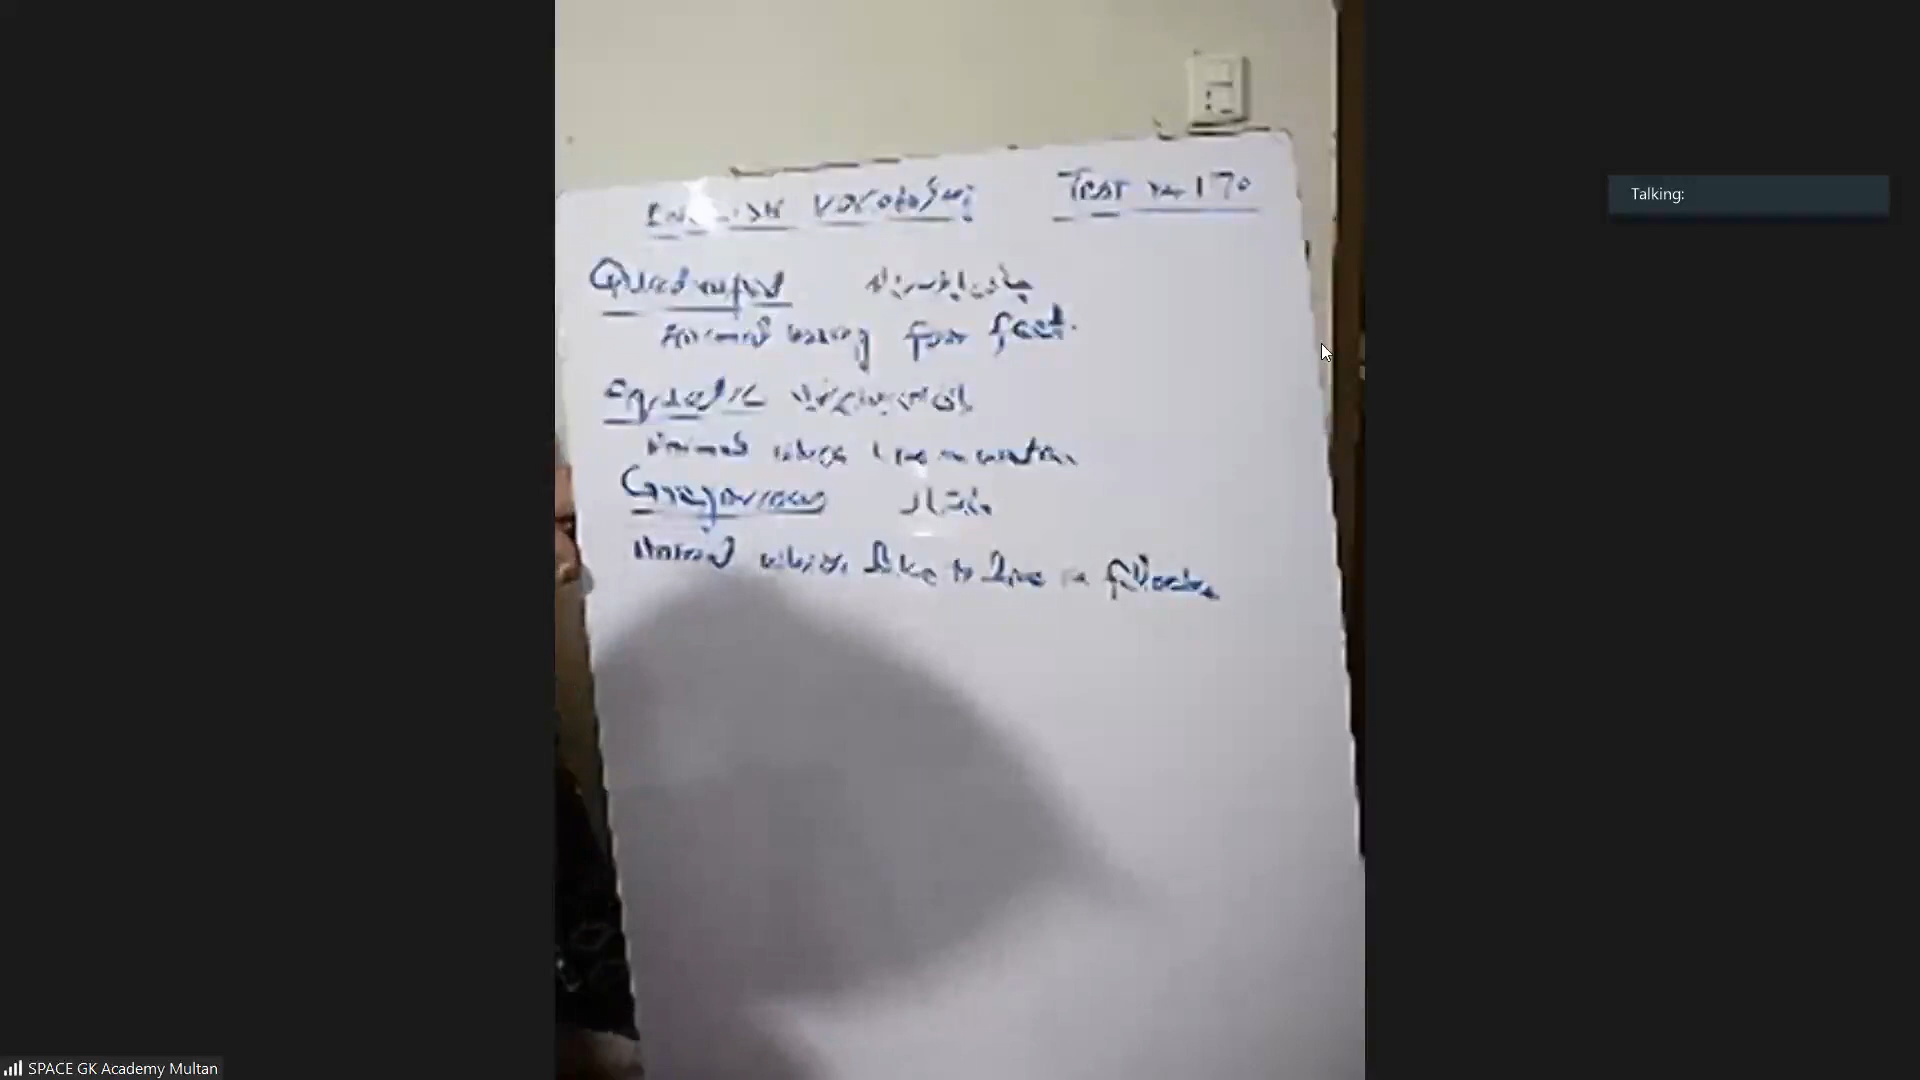 ENGLISH VOCABULARY Test No 170
Quadruped
Animal having four feet.
Aquatic
Animal which live in water
Gregarious
Animal which like to live in flocks
Talking:
SPACE GK Academy Multan